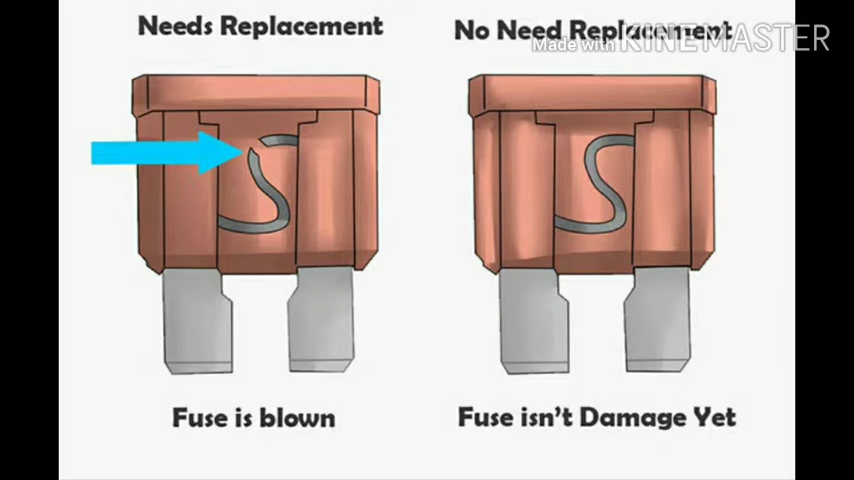 Needs Replacement
No Need Replacement
Made with KINEMASTER
Fuse is blown
Fuse isn't Damage Yet